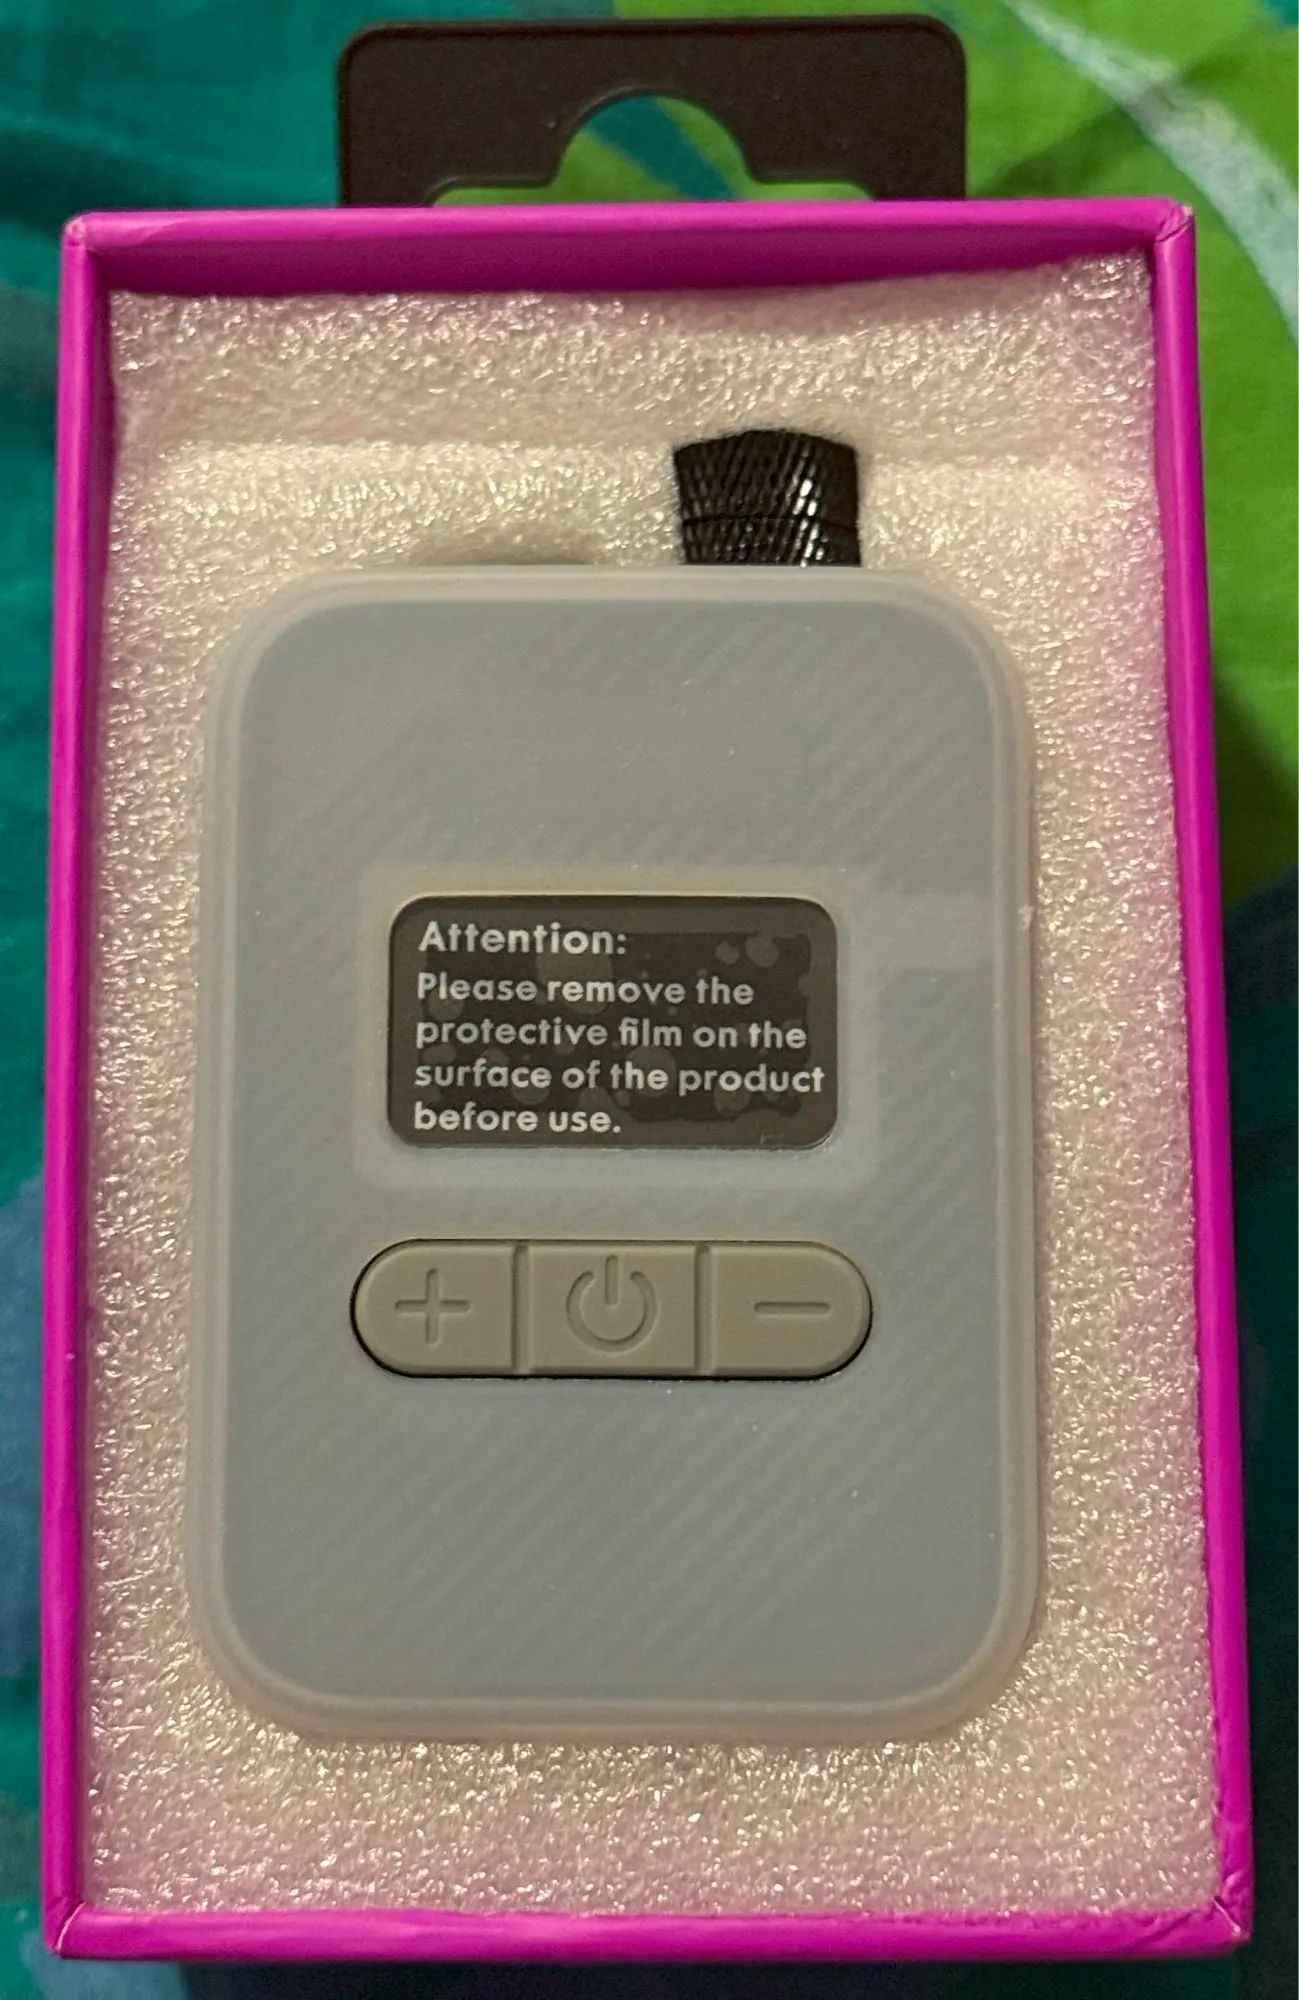 Attention:
Please remove the
protective film on the
surface of the product
before use.